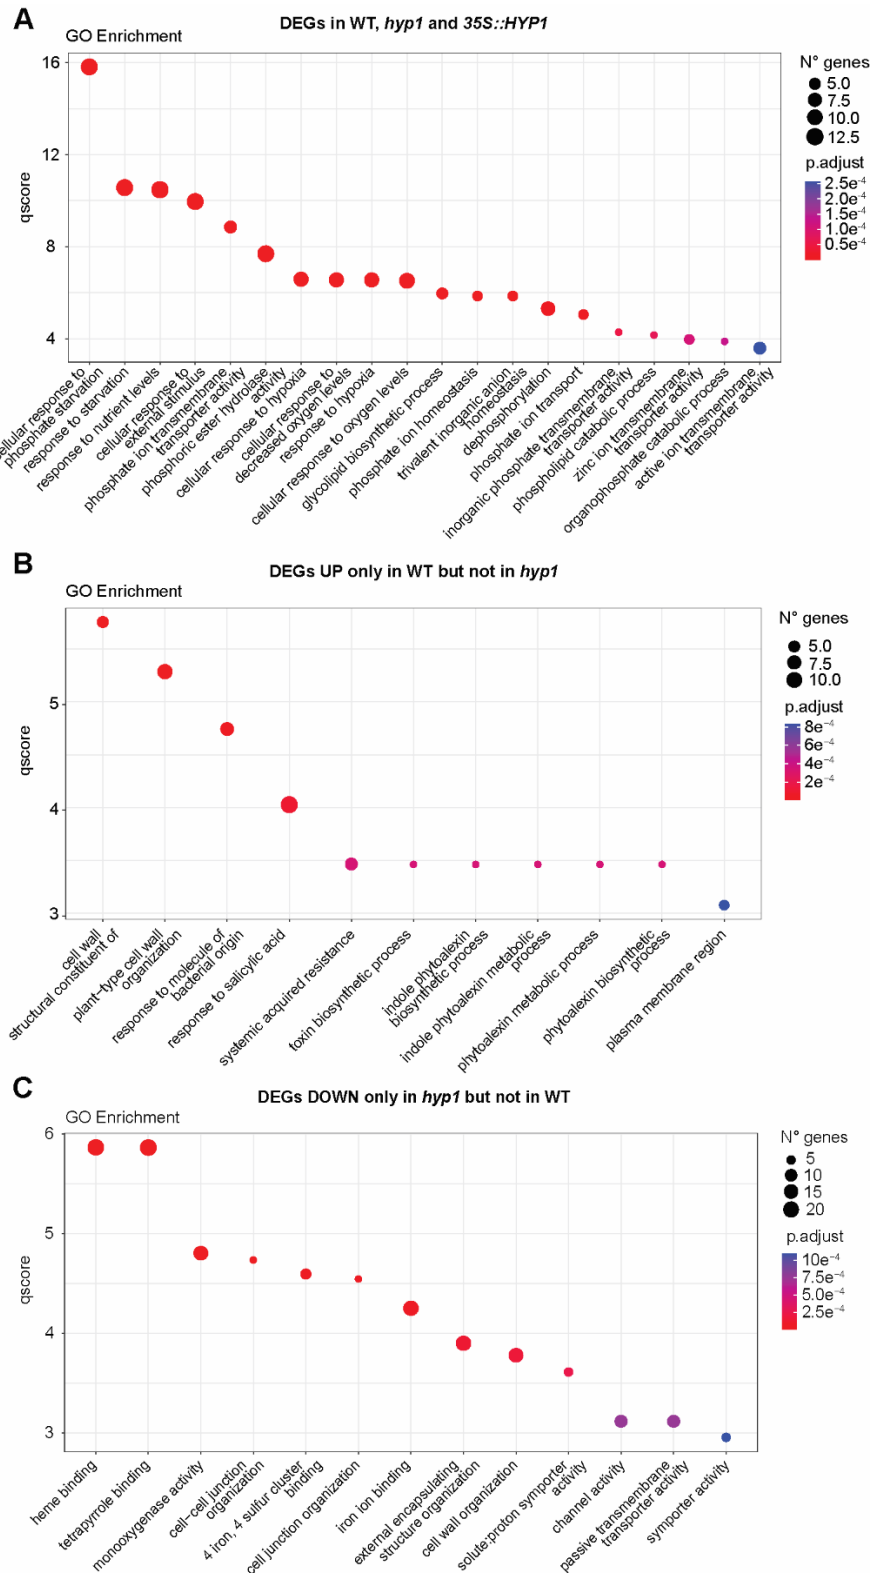 A
DEGs in WT, hyp1 and 35S::HYP1
GO Enrichment
16
12
8
4
qscore
N° genes
5.0
7.5
10.0
12.5
p.adjust
2.5e⁻⁴
2.0e⁻⁴
1.5e⁻⁴
1.0e⁻⁴
0.5e⁻⁴
cellular response to
phosphate starvation
response to starvation
response to nutrient levels
cellular response to
external stimulus
phosphate ion transmembrane
transporter activity
phosphoric ester hydrolase
activity
cellular response to hypoxia
cellular response to
decreased oxygen levels
response to hypoxia
cellular response to oxygen levels
glycolipid biosynthetic process
phosphate ion homeostasis
trivalent inorganic anion
homeostasis
dephosphorylation
phosphate ion transport
inorganic phosphate transmembrane
transporter activity
phospholipid catabolic process
zinc ion transmembrane
transporter activity
organophosphate catabolic process
active ion transmembrane
transporter activity
B
DEGs UP only in WT but not in hyp1
GO Enrichment
5
4
3
qscore
N° genes
5.0
7.5
10.0
p.adjust
8e⁻⁴
6e⁻⁴
4e⁻⁴
2e⁻⁴
cell wall
structural constituent of
plant-type cell wall
organization
response to molecule of
bacterial origin
response to salicylic acid
systemic acquired resistance
toxin biosynthetic process
indole phytoalexin
biosynthetic process
indole phytoalexin metabolic
process
phytoalexin metabolic process
phytoalexin biosynthetic
process
plasma membrane region
C
DEGs DOWN only in hyp1 but not in WT
GO Enrichment
6
5
4
3
qscore
N° genes
5
10
15
20
p.adjust
10e⁻⁴
7.5e⁻⁴
5.0e⁻⁴
2.5e⁻⁴
heme binding
tetrapyrrole binding
monooxygenase activity
cell-cell junction
organization
4 iron, 4 sulfur cluster
binding
cell junction organization
iron ion binding
external encapsulating
structure organization
cell wall organization
solute:proton symporter
activity
channel activity
passive transmembrane
transporter activity
symporter activity